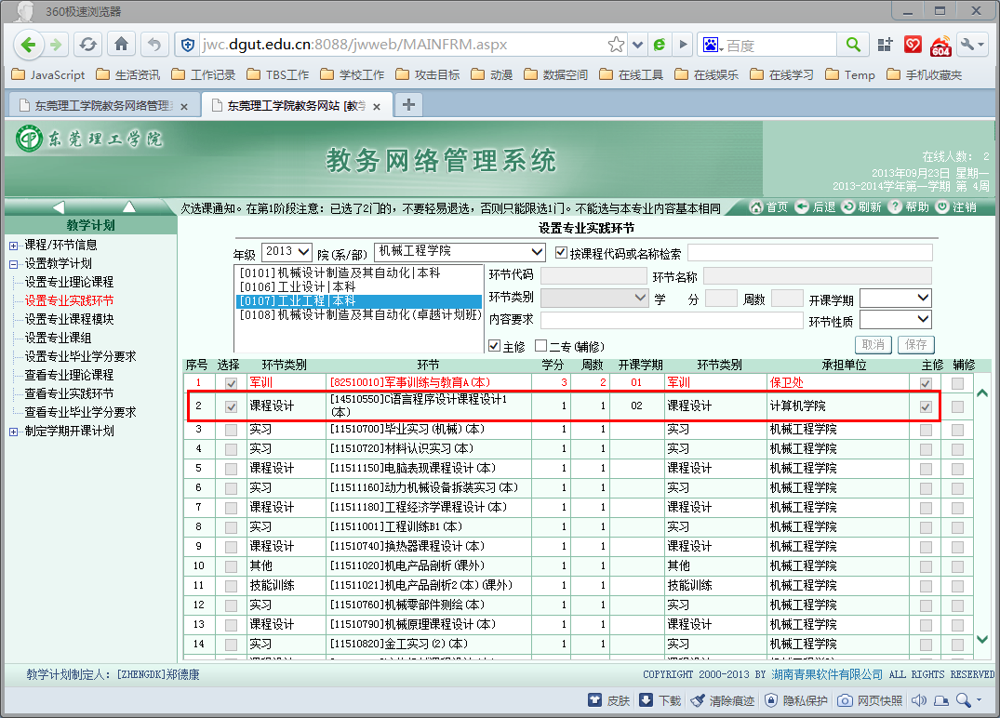 360极速浏览器
jwc.dgut.edu.cn:8088/jwweb/MAINFRM.aspx
百度
604
JavaScript 生活资讯 工作记录 TBS工作 学校工作 攻击目标 动漫 数据空间 在线工具 在线娱乐 在线学习 Temp 手机收藏夹
东莞理工学院教务网络管理 东莞理工学院教务网站 [教学
东莞理工学院
教务网络管理系统
在线人数: 2
2013年09月23日 星期一
2013-2014学年第一学期 第 4周
欠选课通知。在第1阶段注意：已选了2门的，不要轻易退选，否则只能限选1门。不能选与本专业内容基本相同
首页 后退 刷新 帮助 注销
教学计划
课程/环节信息
设置教学计划
设置专业理论课程
设置专业实践环节
设置专业课程模块
设置专业课组
设置专业毕业学分要求
查看专业理论课程
查看专业实践环节
查看专业毕业学分要求
制定学期开课计划
设置专业实践环节
年级 2013 院(系/部) 机械工程学院 按课程代码或名称检索
[0101]机械设计制造及其自动化|本科
[0106]工业设计|本科
[0107]工业工程|本科
[0108]机械设计制造及其自动化(卓越计划班)
环节代码 环节名称
环节类别 学 分 周数 开课学期
内容要求 环节性质
主修 二专(辅修) 取消 保存
序号 选择 环节类别 环节 学分 周数 开课学期 环节类别 承担单位 主修 辅修
1 军训 [82510010]军事训练与教育A(本) 3 2 01 军训 保卫处
2 课程设计 [14510550]C语言程序设计课程设计1
(本) 1 1 02 课程设计 计算机学院
3 实习 [11510700]毕业实习(机械)(本) 1 1 实习 机械工程学院
4 实习 [11510720]材料认识实习(本) 1 1 实习 机械工程学院
5 课程设计 [11511150]电脑表现课程设计(本) 1 1 课程设计 机械工程学院
6 实习 [11511160]动力机械设备拆装实习(本) 1 1 实习 机械工程学院
7 课程设计 [11511180]工程经济学课程设计(本) 1 1 课程设计 机械工程学院
8 实习 [11511001]工程训练B1(本) 1 1 实习 机械工程学院
9 课程设计 [11510740]换热器课程设计(本) 1 1 课程设计 机械工程学院
10 其他 [11511020]机电产品剖析(课外) 1 1 其他 机械工程学院
11 技能训练 [11511021]机电产品剖析2(本)(课外) 1 1 技能训练 机械工程学院
12 实习 [11510760]机械零部件测绘(本) 1 1 实习 机械工程学院
13 课程设计 [11510790]机械原理课程设计(本) 1 1 课程设计 机械工程学院
14 实习 [11510820]金工实习(2)(本) 1 1 实习 机械工程学院
教学计划制定人: [ZHENGDK]郑德康
COPYRIGHT 2000-2013 BY 湖南青果软件有限公司 ALL RIGHTS RESERVED
皮肤 下载 清除痕迹 隐私保护 网页快照